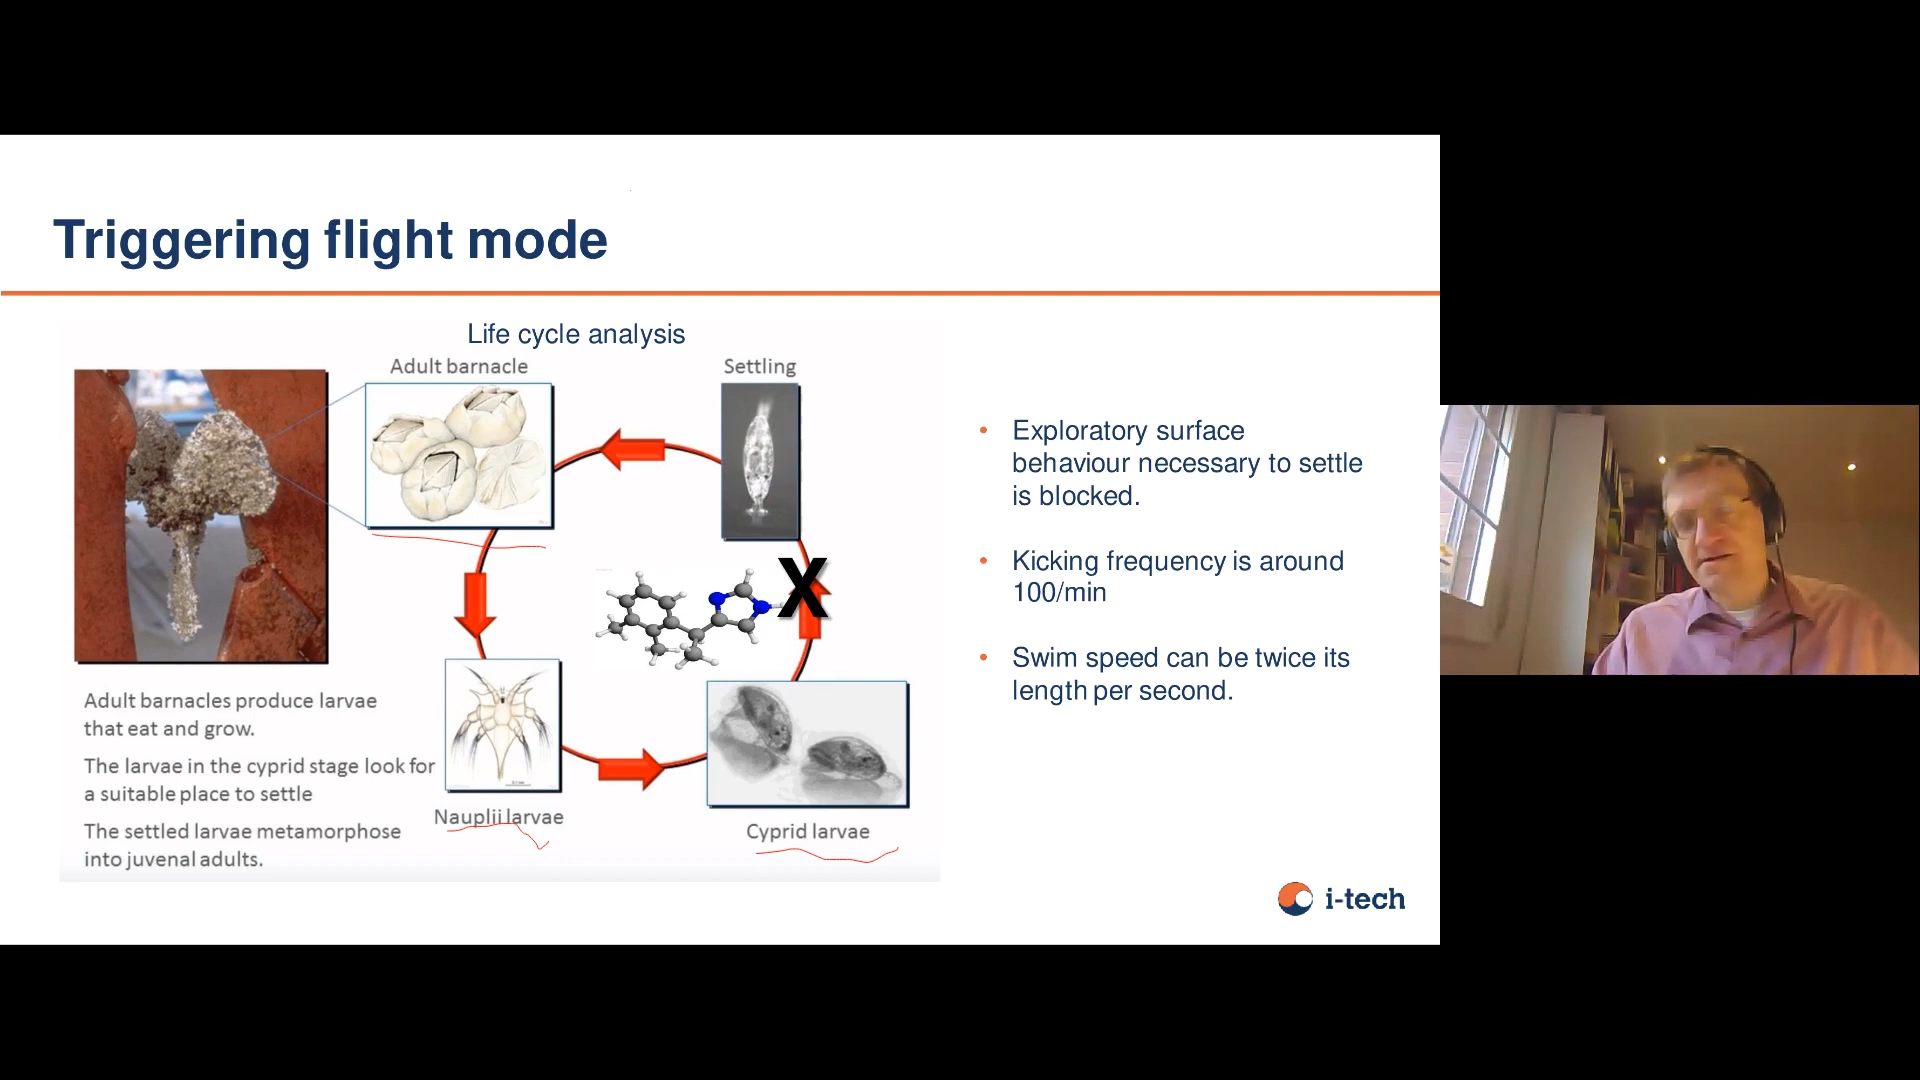 Triggering flight mode
Life cycle analysis
Adult barnacle
Settling
X
Adult barnacles produce larvae
that eat and grow.
The larvae in the cyprid stage look for
a suitable place to settle
The settled larvae metamorphose
into juvenal adults.
Nauplii larvae
Cyprid larvae
• Exploratory surface
behaviour necessary to settle
is blocked.
• Kicking frequency is around
100/min
• Swim speed can be twice its
length per second.
i-tech